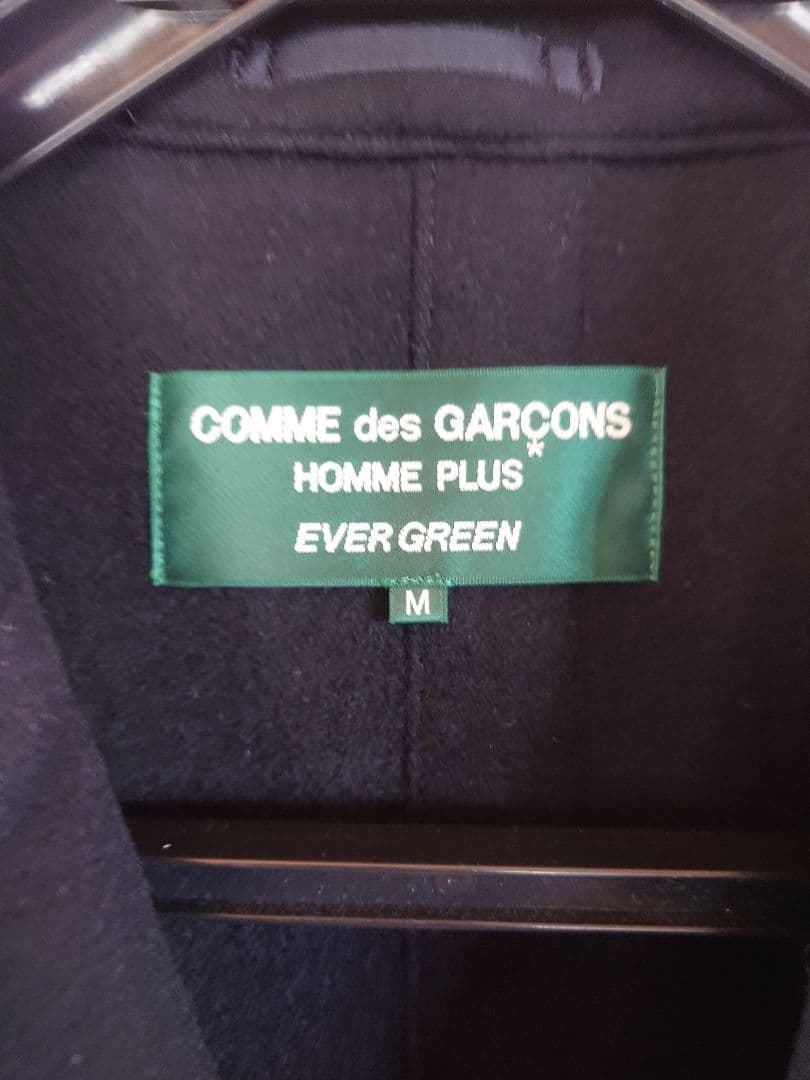 COMME des GARÇONS
HOMME PLUS*
EVER GREEN
M